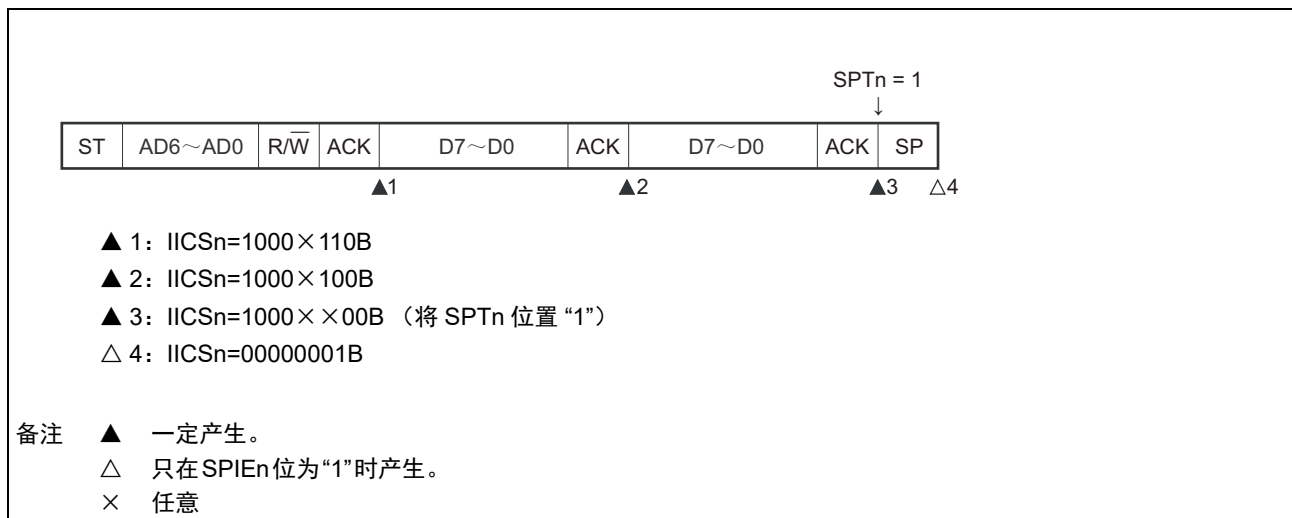 SPTn = 1
↓
ST AD6～AD0 R/W̅ ACK D7～D0 ACK D7～D0 ACK SP
▲1 ▲2 ▲3 △4
▲ 1：IICSn=1000×110B
▲ 2：IICSn=1000×100B
▲ 3：IICSn=1000××00B （将 SPTn 位置 “1”）
△ 4：IICSn=00000001B
备注 ▲ 一定产生。
△ 只在SPIEn位为“1”时产生。
× 任意